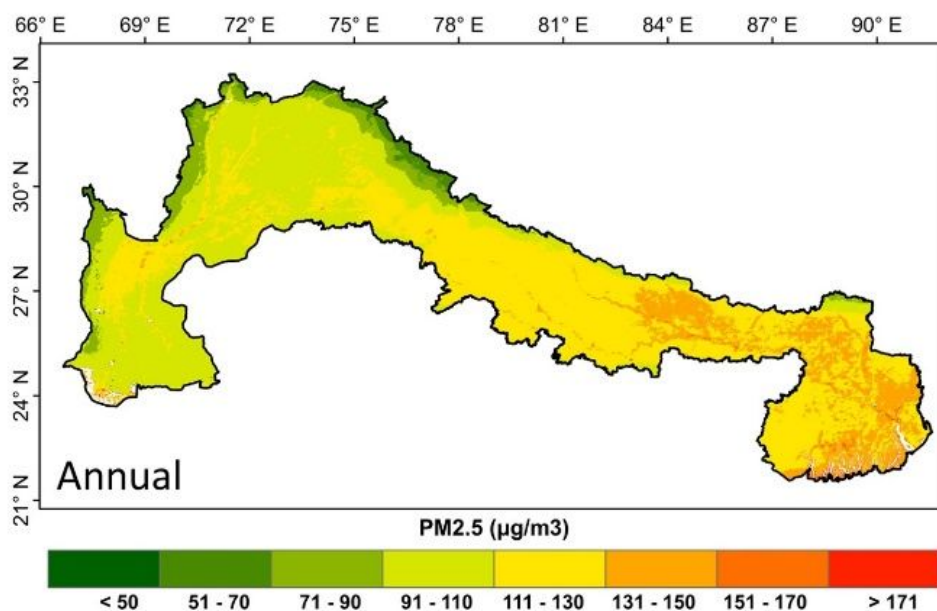 66° E 69° E 72° E 75° E 78° E 81° E 84° E 87° E 90° E
33° N
30° N
27° N
24° N
21° N
Annual
PM2.5 (µg/m3)
< 50 51 - 70 71 - 90 91 - 110 111 - 130 131 - 150 151 - 170 > 171